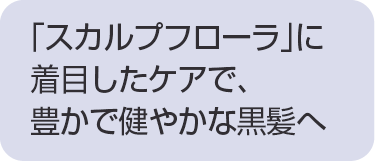 「スカルプフローラ」に
着目したケアで、
豊かで健やかな黒髪へ